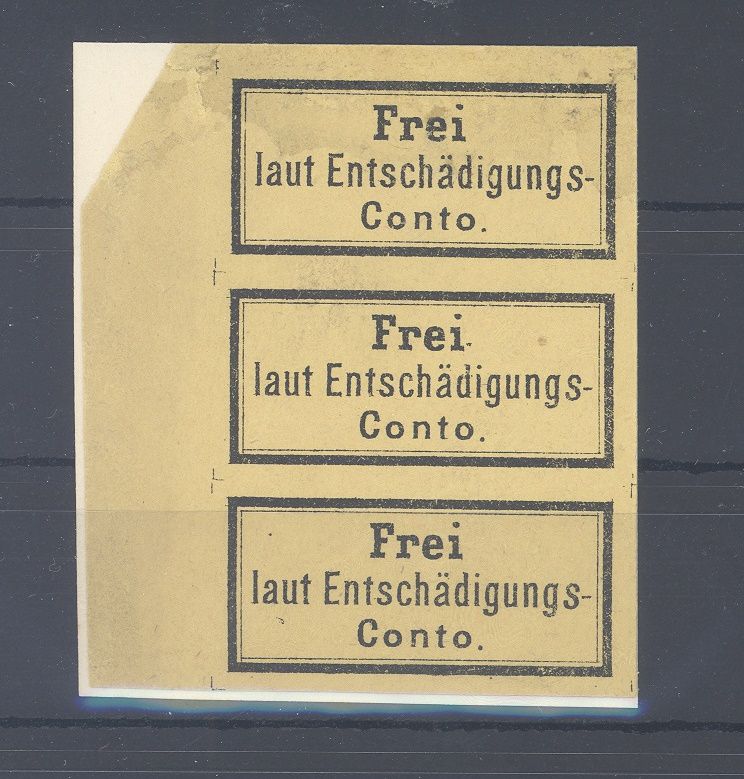 Frei
laut Entschädigungs-
Conto.
Frei
laut Entschädigungs-
Conto.
Frei
laut Entschädigungs-
Conto.